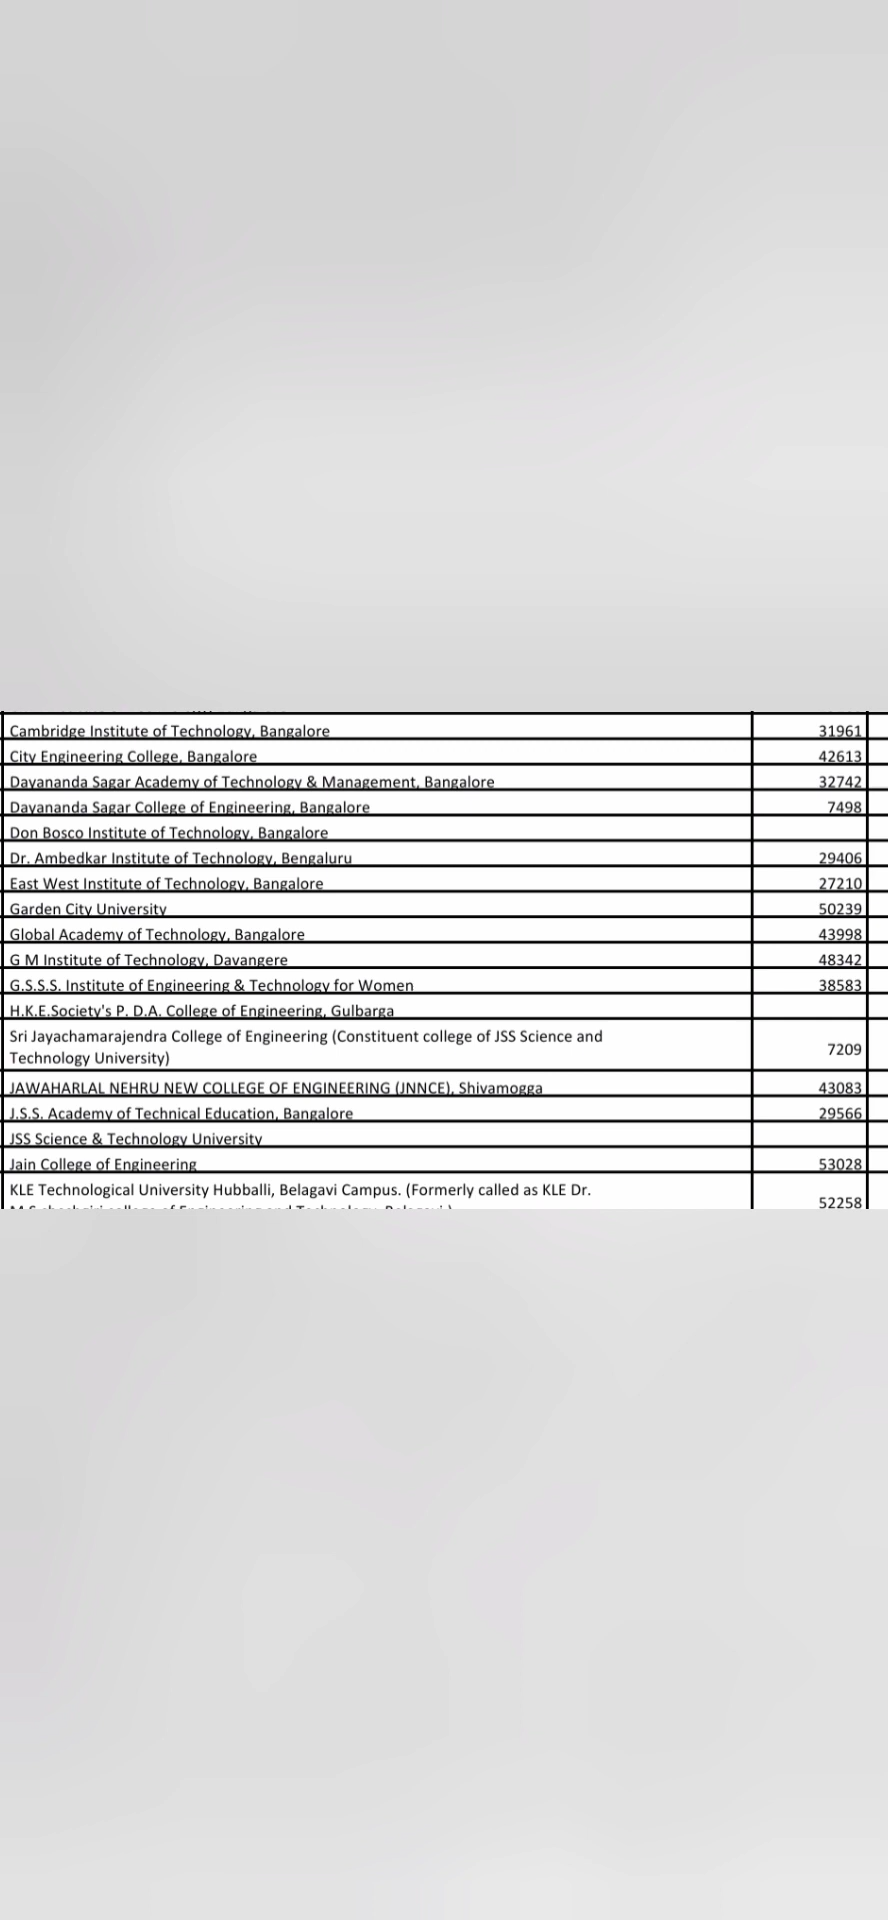 Cambridge Institute of Technology, Bangalore 31961
City Engineering College, Bangalore 42613
Dayananda Sagar Academy of Technology & Management, Bangalore 32742
Dayananda Sagar College of Engineering, Bangalore 7498
Don Bosco Institute of Technology, Bangalore
Dr. Ambedkar Institute of Technology, Bengaluru 29406
East West Institute of Technology, Bangalore 27210
Garden City University 50239
Global Academy of Technology, Bangalore 43998
G M Institute of Technology, Davangere 48342
G.S.S.S. Institute of Engineering & Technology for Women 38583
H.K.E.Society's P. D.A. College of Engineering, Gulbarga
Sri Jayachamarajendra College of Engineering (Constituent college of JSS Science and
Technology University) 7209
JAWAHARLAL NEHRU NEW COLLEGE OF ENGINEERING (JNNCE), Shivamogga 43083
J.S.S. Academy of Technical Education, Bangalore 29566
JSS Science & Technology University
Jain College of Engineering 53028
KLE Technological University Hubballi, Belagavi Campus. (Formerly called as KLE Dr.
52258